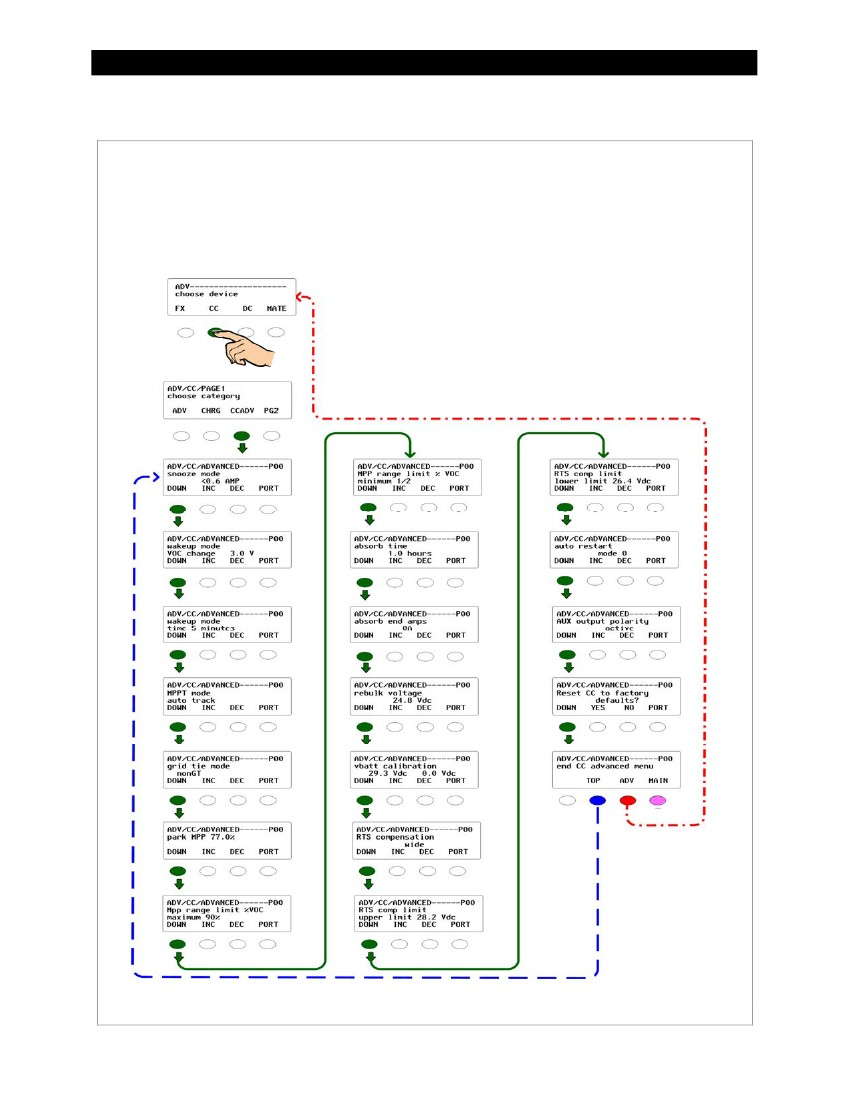 ADV--------------------
choose device
FX CC DC MATE
ADV/CC/PAGE1
choose category
ADV CHRG CCADV PG2
ADV/CC/ADVANCED------P00
snooze mode
<0.6 AMP
DOWN INC DEC PORT
ADV/CC/ADVANCED------P00
wakeup mode
VOC change 3.0 V
DOWN INC DEC PORT
ADV/CC/ADVANCED------P00
wakeup mode
time 5 minutes
DOWN INC DEC PORT
ADV/CC/ADVANCED------P00
MPPT mode
auto track
DOWN INC DEC PORT
ADV/CC/ADVANCED------P00
grid tie mode
nonGT
DOWN INC DEC PORT
ADV/CC/ADVANCED------P00
park MPP 77.0%
DOWN INC DEC PORT
ADV/CC/ADVANCED------P00
Mpp range limit %VOC
maximum 90%
DOWN INC DEC PORT
ADV/CC/ADVANCED------P00
MPP range limit % VOC
minimum 1/2
DOWN INC DEC PORT
ADV/CC/ADVANCED------P00
absorb time
1.0 hours
DOWN INC DEC PORT
ADV/CC/ADVANCED------P00
absorb end amps
0A
DOWN INC DEC PORT
ADV/CC/ADVANCED------P00
rebulk voltage
24.8 Vdc
DOWN INC DEC PORT
ADV/CC/ADVANCED------P00
vbatt calibration
29.3 Vdc 0.0 Vdc
DOWN INC DEC PORT
ADV/CC/ADVANCED------P00
RTS compensation
wide
DOWN INC DEC PORT
ADV/CC/ADVANCED------P00
RTS comp limit
upper limit 28.2 Vdc
DOWN INC DEC PORT
ADV/CC/ADVANCED------P00
RTS comp limit
lower limit 26.4 Vdc
DOWN INC DEC PORT
ADV/CC/ADVANCED------P00
auto restart
mode 0
DOWN INC DEC PORT
ADV/CC/ADVANCED------P00
AUX output polarity
active
DOWN INC DEC PORT
ADV/CC/ADVANCED------P00
Reset CC to factory
defaults?
DOWN YES NO PORT
ADV/CC/ADVANCED------P00
end CC advanced menu
TOP ADV MAIN